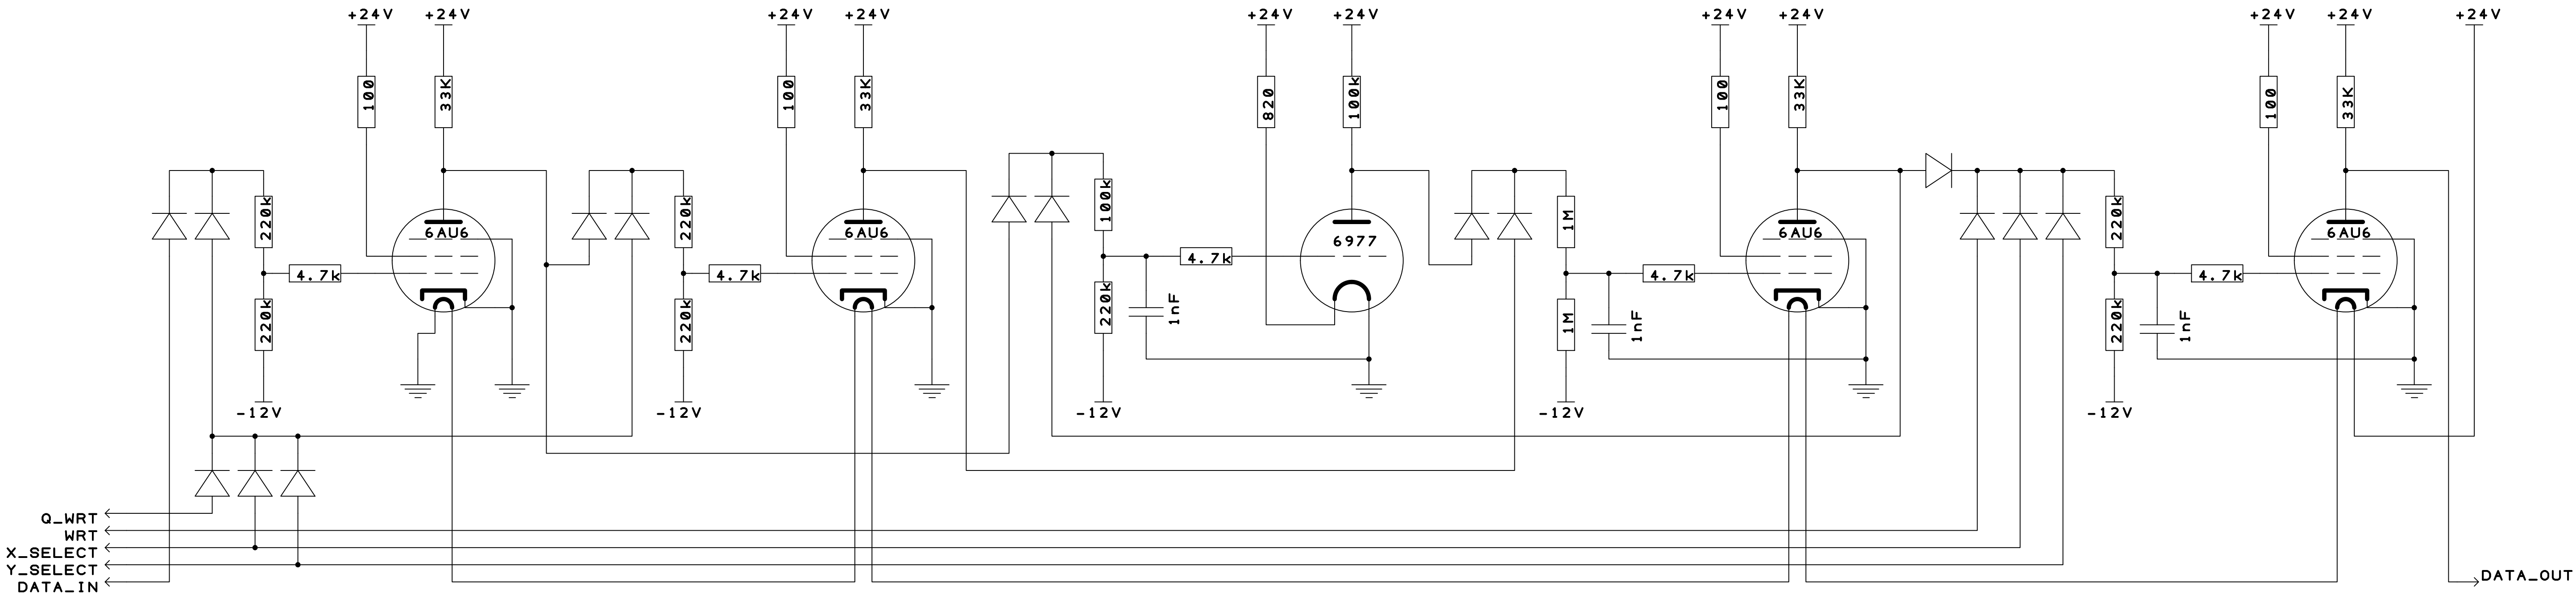 +24V +24V +24V +24V +24V +24V +24V +24V +24V +24V +24V
100 33K 100 33K 820 100k 100 33K 100 33K
220k 220k 100k 1M 220k
6AU6 6AU6 6977 6AU6 6AU6
4.7k 4.7k 4.7k 4.7k 4.7k
220k 220k 220k 1nF 1M 1nF 220k 1nF
-12V -12V -12V -12V -12V
Q_WRT
WRT
X_SELECT
Y_SELECT
DATA_IN
DATA_OUT